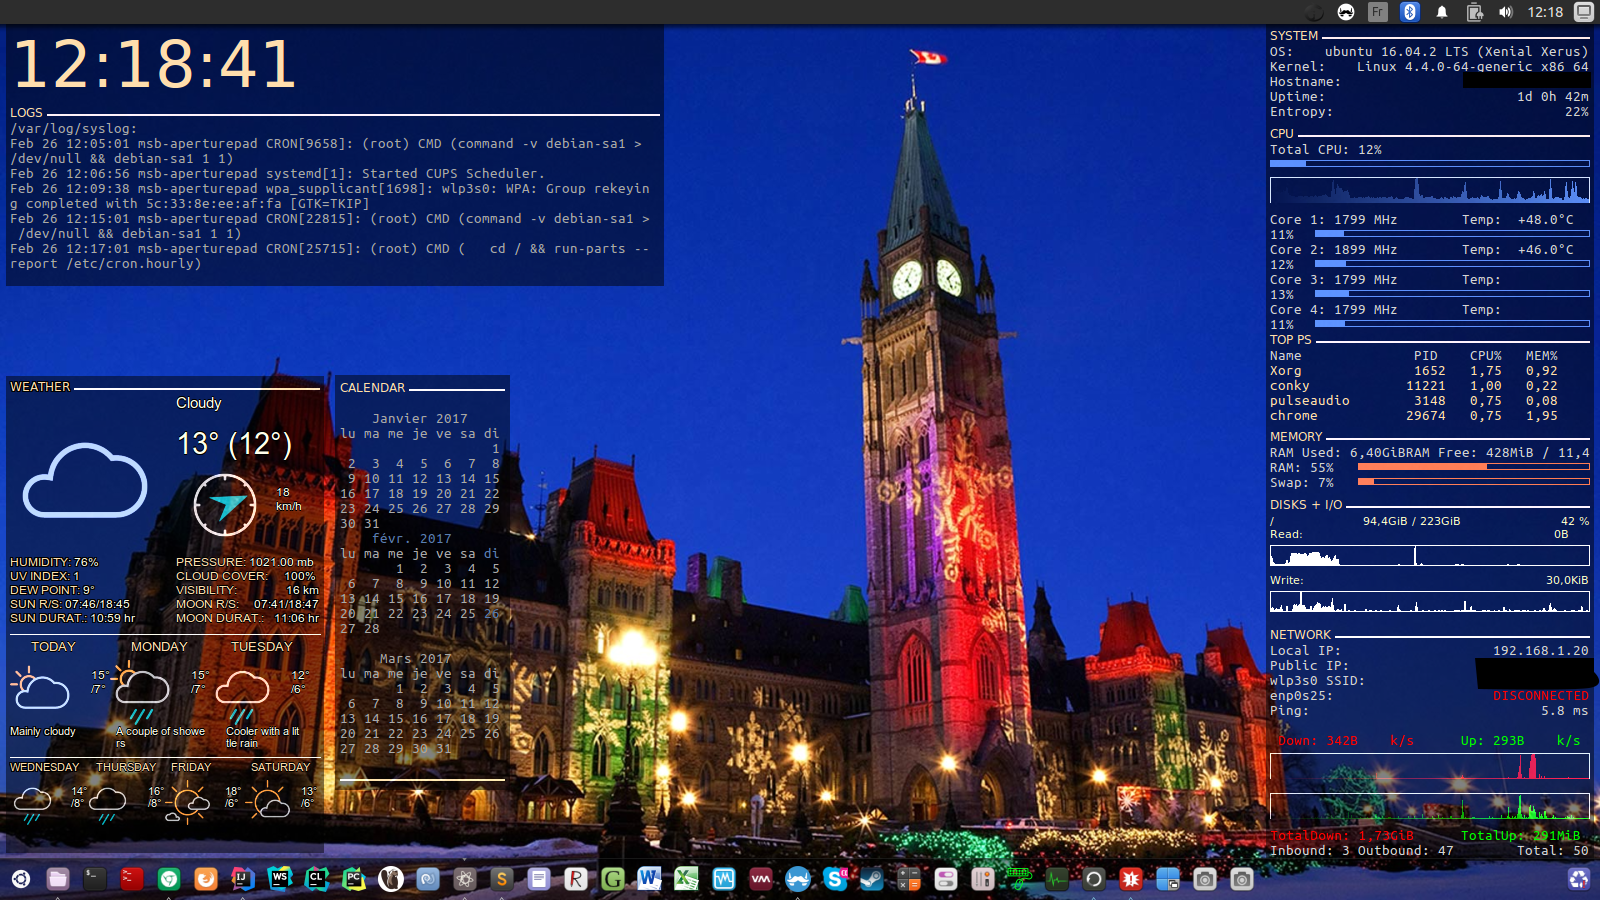 Fr
12:18
12:18:41
LOGS
/var/log/syslog:
Feb 26 12:05:01 msb-aperturepad CRON[9658]: (root) CMD (command -v debian-sa1 >
/dev/null && debian-sa1 1 1)
Feb 26 12:06:56 msb-aperturepad systemd[1]: Started CUPS Scheduler.
Feb 26 12:09:38 msb-aperturepad wpa_supplicant[1698]: wlp3s0: WPA: Group rekeyin
g completed with 5c:33:8e:ee:af:fa [GTK=TKIP]
Feb 26 12:15:01 msb-aperturepad CRON[22815]: (root) CMD (command -v debian-sa1 >
/dev/null && debian-sa1 1 1)
Feb 26 12:17:01 msb-aperturepad CRON[25715]: (root) CMD (   cd / && run-parts --
report /etc/cron.hourly)
WEATHER
Cloudy
13° (12°)
18
km/h
HUMIDITY: 76%
UV INDEX: 1
DEW POINT: 9°
SUN R/S: 07:46/18:45
SUN DURAT.: 10:59 hr
PRESSURE: 1021.00 mb
CLOUD COVER: 100%
VISIBILITY: 16 km
MOON R/S: 07:41/18:47
MOON DURAT.: 11:06 hr
TODAY MONDAY TUESDAY
15° 15° 12°
/7° /7° /6°
Mainly cloudy A couple of showe Cooler with a lit
rs tle rain
WEDNESDAY THURSDAY FRIDAY SATURDAY
14° 16° 18° 13°
/8° /8° /6° /6°
CALENDAR
Janvier 2017
lu ma me je ve sa di
1
2 3 4 5 6 7 8
9 10 11 12 13 14 15
16 17 18 19 20 21 22
23 24 25 26 27 28 29
30 31
févr. 2017
lu ma me je ve sa di
1 2 3 4 5
6 7 8 9 10 11 12
13 14 15 16 17 18 19
20 21 22 23 24 25 26
27 28
Mars 2017
lu ma me je ve sa di
1 2 3 4 5
6 7 8 9 10 11 12
13 14 15 16 17 18 19
20 21 22 23 24 25 26
27 28 29 30 31
SYSTEM
OS: ubuntu 16.04.2 LTS (Xenial Xerus)
Kernel: Linux 4.4.0-64-generic x86_64
Hostname:
Uptime: 1d 0h 42m
Entropy: 22%
CPU
Total CPU: 12%
Core 1: 1799 MHz Temp: +48.0°C
11%
Core 2: 1899 MHz Temp: +46.0°C
12%
Core 3: 1799 MHz Temp:
13%
Core 4: 1799 MHz Temp:
11%
TOP PS
Name PID CPU% MEM%
Xorg 1652 1,75 0,92
conky 11221 1,00 0,22
pulseaudio 3148 0,75 0,08
chrome 29674 0,75 1,95
MEMORY
RAM Used: 6,40GiBRAM Free: 428MiB / 11,4
RAM: 55%
Swap: 7%
DISKS + I/O
/ 94,4GiB / 223GiB 42 %
Read: 0B
Write: 30,0KiB
NETWORK
Local IP: 192.168.1.20
Public IP:
wlp3s0 SSID:
enp0s25: DISCONNECTED
Ping: 5.8 ms
Down: 342B k/s Up: 293B k/s
TotalDown: 1,73GiB TotalUp: 291MiB
Inbound: 3 Outbound: 47 Total: 50
IJ WS CL PC S R G W X VM S